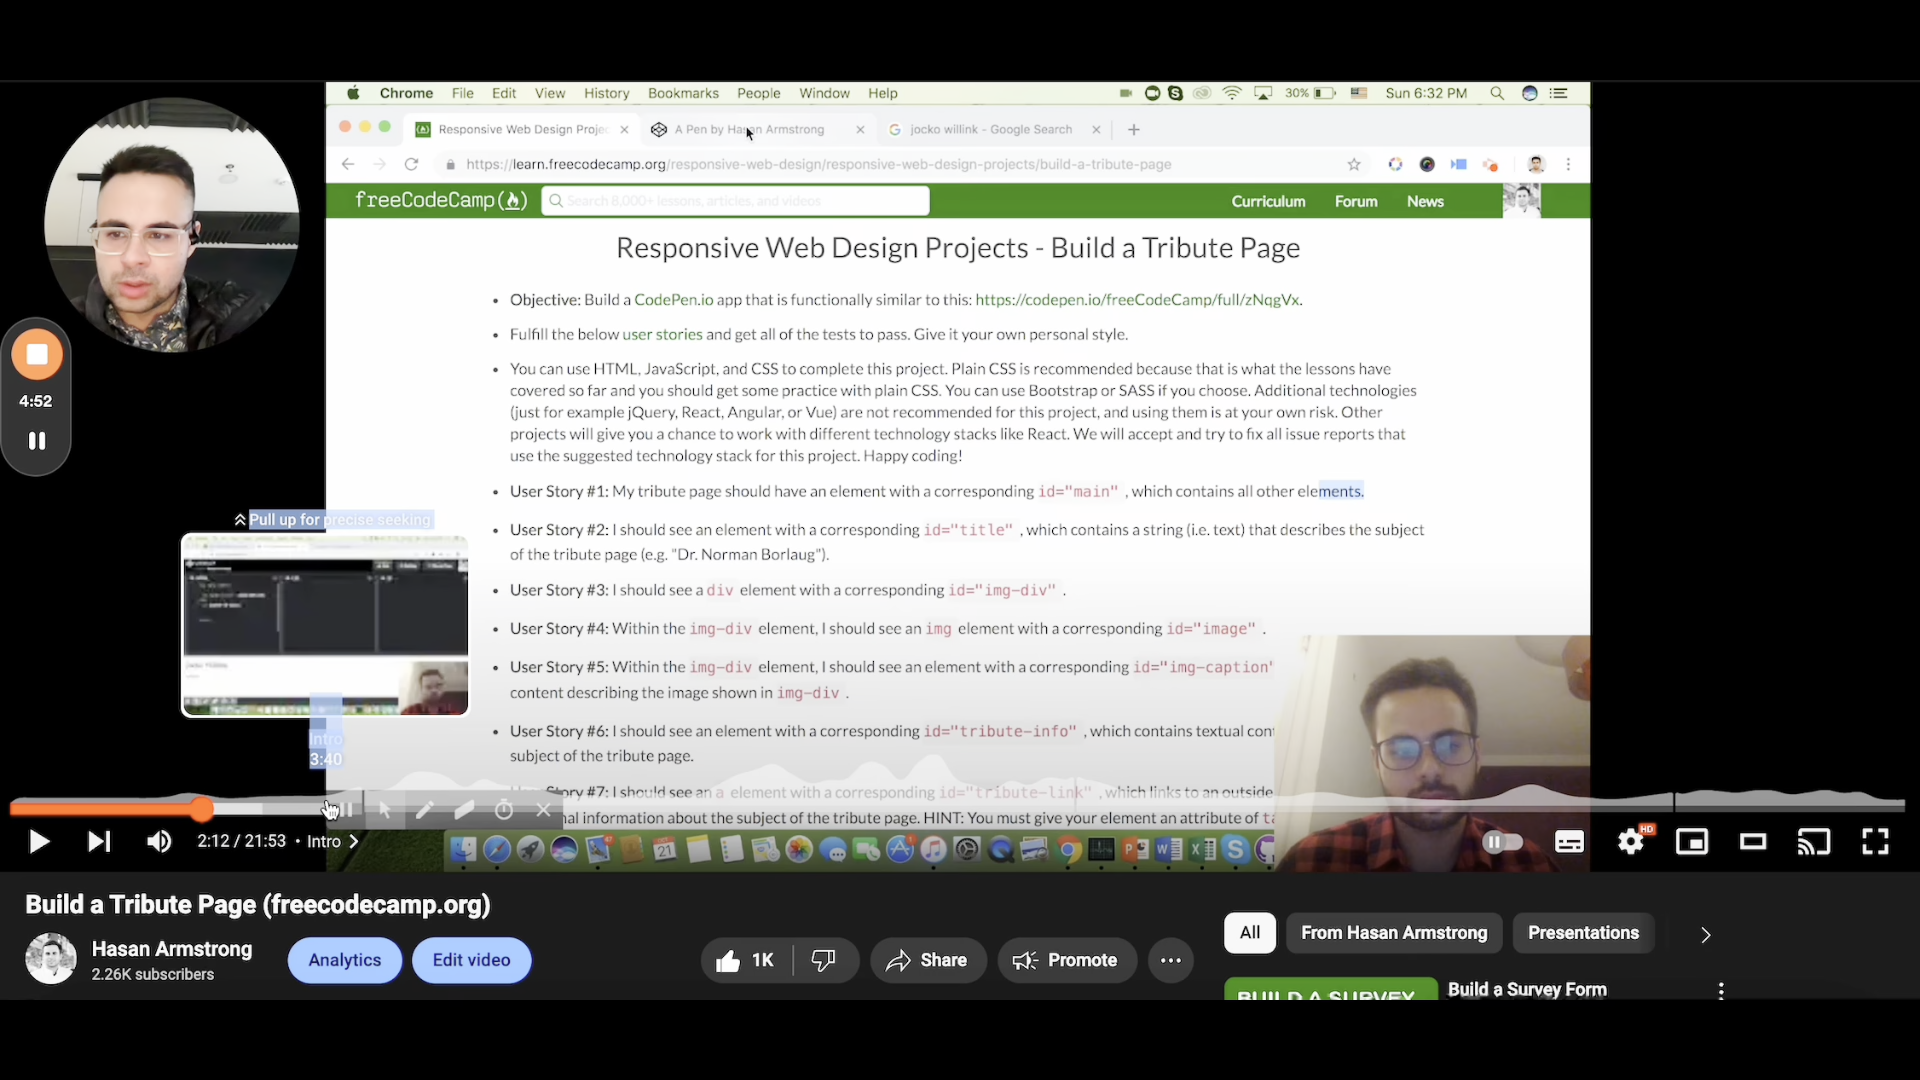 Chrome File Edit View History Bookmarks People Window Help 30% Sun 6:32 PM
Responsive Web Design Projec A Pen by Hasan Armstrong jocko willink - Google Search
https://learn.freecodecamp.org/responsive-web-design/responsive-web-design-projects/build-a-tribute-page
freeCodeCamp Search 8,000+ lessons, articles, and videos Curriculum Forum News
Responsive Web Design Projects - Build a Tribute Page
• Objective: Build a CodePen.io app that is functionally similar to this: https://codepen.io/freeCodeCamp/full/zNqgVx.
• Fulfill the below user stories and get all of the tests to pass. Give it your own personal style.
• You can use HTML, JavaScript, and CSS to complete this project. Plain CSS is recommended because that is what the lessons have
covered so far and you should get some practice with plain CSS. You can use Bootstrap or SASS if you choose. Additional technologies
(just for example jQuery, React, Angular, or Vue) are not recommended for this project, and using them is at your own risk. Other
projects will give you a chance to work with different technology stacks like React. We will accept and try to fix all issue reports that
use the suggested technology stack for this project. Happy coding!
• User Story #1: My tribute page should have an element with a corresponding id="main" , which contains all other elements.
• User Story #2: I should see an element with a corresponding id="title" , which contains a string (i.e. text) that describes the subject
of the tribute page (e.g. "Dr. Norman Borlaug").
• User Story #3: I should see a div element with a corresponding id="img-div" .
• User Story #4: Within the img-div element, I should see an img element with a corresponding id="image" .
• User Story #5: Within the img-div element, I should see an element with a corresponding id="img-caption"
content describing the image shown in img-div .
• User Story #6: I should see an element with a corresponding id="tribute-info" , which contains textual con
subject of the tribute page.
Story #7: I should see an a element with a corresponding id="tribute-link" , which links to an outside
nal information about the subject of the tribute page. HINT: You must give your element an attribute of ta
4:52
Pull up for precise seeking
Intro
3:40
2:12 / 21:53 • Intro
HD
21
Build a Tribute Page (freecodecamp.org)
Hasan Armstrong
2.26K subscribers
Analytics Edit video 1K Share Promote
All From Hasan Armstrong Presentations
BUILD A SURVEY
Build a Survey Form